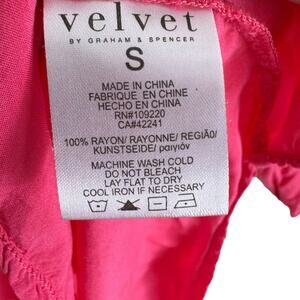 velvet
BY GRAHAM & SPENCER
S
MADE IN CHINA
FABRIQUE EN CHINE
HECHO EN CHINA
RN#109220
CA#42241
100% RAYON/ RAYONNE/ REGIÃO/
KUNSTSEIDE/ ραιγιόν
MACHINE WASH COLD
DO NOT BLEACH
LAY FLAT TO DRY
COOL IRON IF NECESSARY